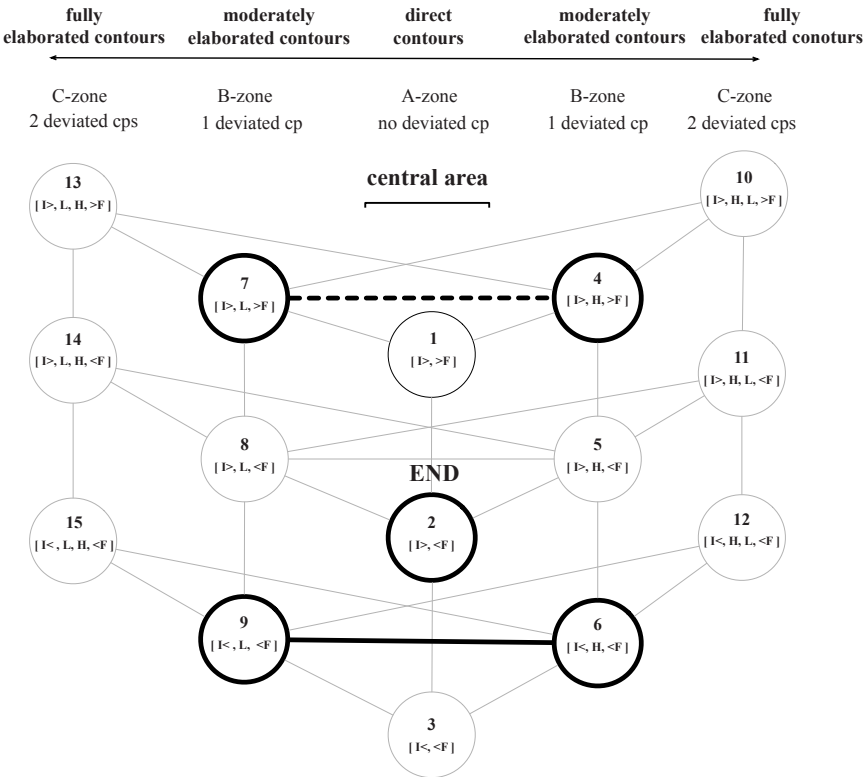 fully
elaborated contours
moderately
elaborated contours
direct
contours
moderately
elaborated contours
fully
elaborated conoturs
C-zone
2 deviated cps
B-zone
1 deviated cp
A-zone
no deviated cp
B-zone
1 deviated cp
C-zone
2 deviated cps
central area
13
[ I>, L, H, >F ]
10
[ I>, H, L, >F ]
7
[ I>, L, >F ]
4
[ I>, H, >F ]
1
[ I>, >F ]
14
[ I>, L, H, <F ]
11
[ I>, H, L, <F ]
8
[ I>, L, <F ]
5
[ I>, H, <F ]
END
2
[ I>, <F ]
15
[ I< , L, H, <F ]
12
[ I<, H, L, <F ]
9
[ I< , L, <F ]
6
[ I<, H, <F ]
3
[ I<, <F ]